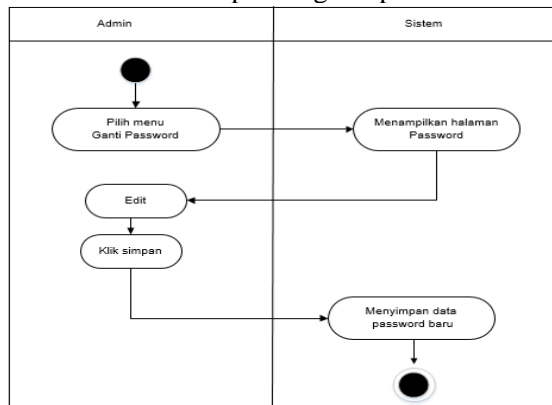 Admin
Sistem
Pilih menu
Ganti Password
Menampilkan halaman
Password
Edit
Klik simpan
Menyimpan data
password baru